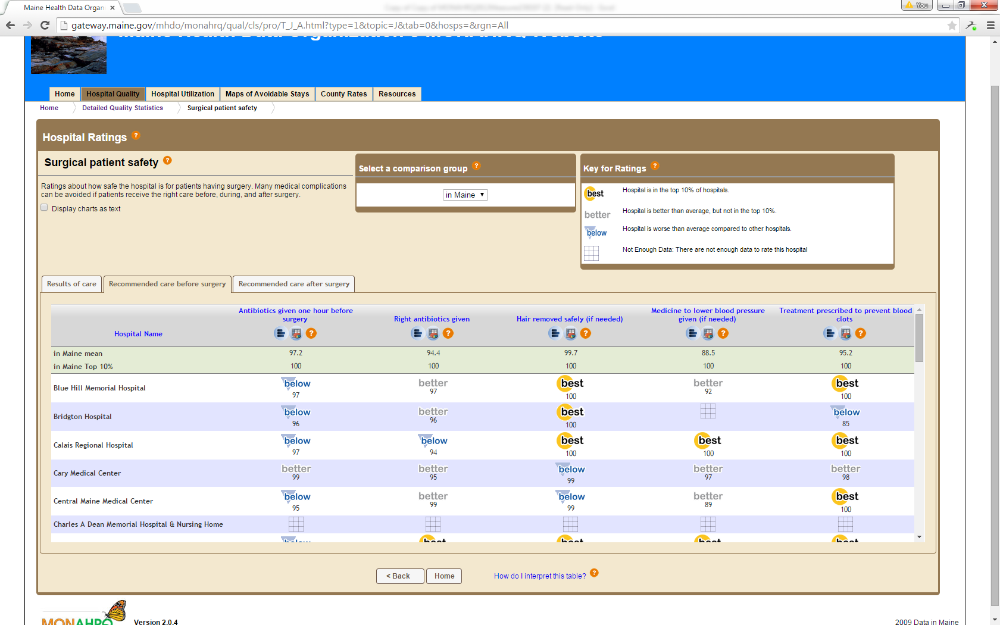 Maine Health Data Organi
You
gateway.maine.gov/mhdo/monahrq/qual/cls/pro/T_J_A.html?type=1&topic=J&tab=0&hosps=&rgn=All
Home Hospital Quality Hospital Utilization Maps of Avoidable Stays County Rates Resources
Home Detailed Quality Statistics Surgical patient safety
Hospital Ratings ?
Surgical patient safety ?
Ratings about how safe the hospital is for patients having surgery. Many medical complications
can be avoided if patients receive the right care before, during, and after surgery.
Display charts as text
Select a comparison group ?
in Maine
Key for Ratings ?
best Hospital is in the top 10% of hospitals.
better Hospital is better than average, but not in the top 10%.
below Hospital is worse than average compared to other hospitals.
Not Enough Data: There are not enough data to rate this hospital
Results of care Recommended care before surgery Recommended care after surgery
Hospital Name
Antibiotics given one hour before
surgery
?
Right antibiotics given
?
Hair removed safely (if needed)
?
Medicine to lower blood pressure
given (if needed)
?
Treatment prescribed to prevent blood
clots
?
in Maine mean 97.2 94.4 99.7 88.5 95.2
in Maine Top 10% 100 100 100 100 100
Blue Hill Memorial Hospital below better best better best
97 97 100 92 100
Bridgton Hospital below better best below
96 96 100 85
Calais Regional Hospital below below best best best
97 94 100 100 100
Cary Medical Center better better below better better
99 95 99 97 98
Central Maine Medical Center below better below better best
95 99 99 89 100
Charles A Dean Memorial Hospital & Nursing Home
below best best best best
< Back Home How do I interpret this table? ?
MONAHRQ Version 2.0.4 2009 Data in Maine